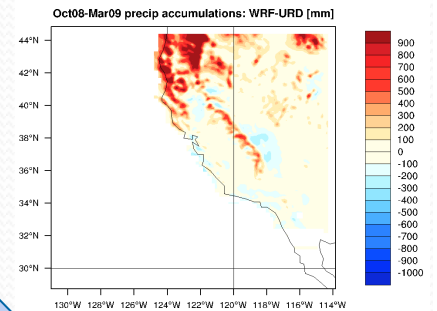 Oct08-Mar09 precip accumulations: WRF-URD [mm]
44°N
42°N
40°N
38°N
36°N
34°N
32°N
30°N
130°W 128°W 126°W 124°W 122°W 120°W 118°W 116°W 114°W
900
800
700
600
500
400
300
200
100
0
-100
-200
-300
-400
-500
-600
-700
-800
-900
-1000